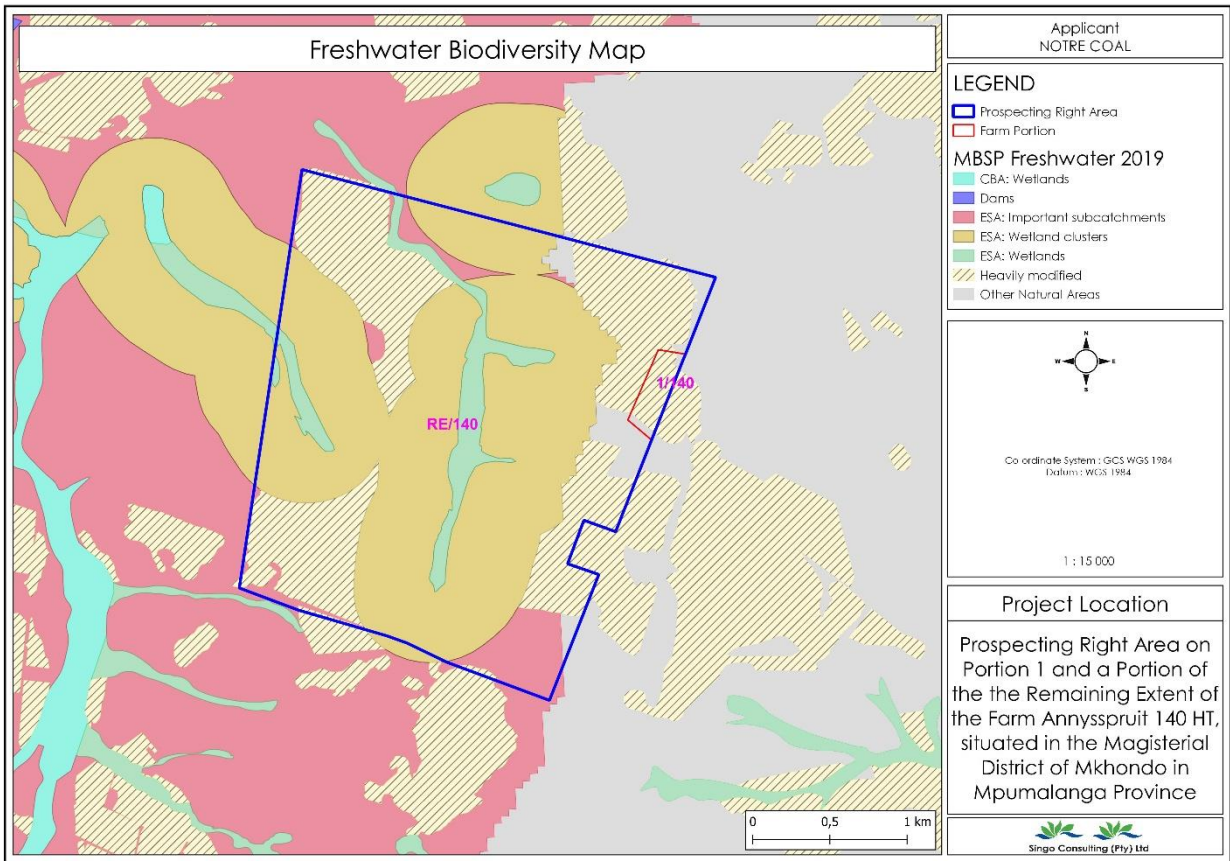 Freshwater Biodiversity Map
RE/140
1/140
0 0,5 1 km
Applicant
NOTRE COAL
LEGEND
Prospecting Right Area
Farm Portion
MBSP Freshwater 2019
CBA: Wetlands
Dams
ESA: Important subcatchments
ESA: Wetland clusters
ESA: Wetlands
Heavily modified
Other Natural Areas
N
W E
S
Co ordinate System : GCS WGS 1984
Datum : WGS 1984
1 : 15 000
Project Location
Prospecting Right Area on
Portion 1 and a Portion of
the the Remaining Extent of
the Farm Annysspruit 140 HT,
situated in the Magisterial
District of Mkhondo in
Mpumalanga Province
Singo Consulting (Pty) Ltd